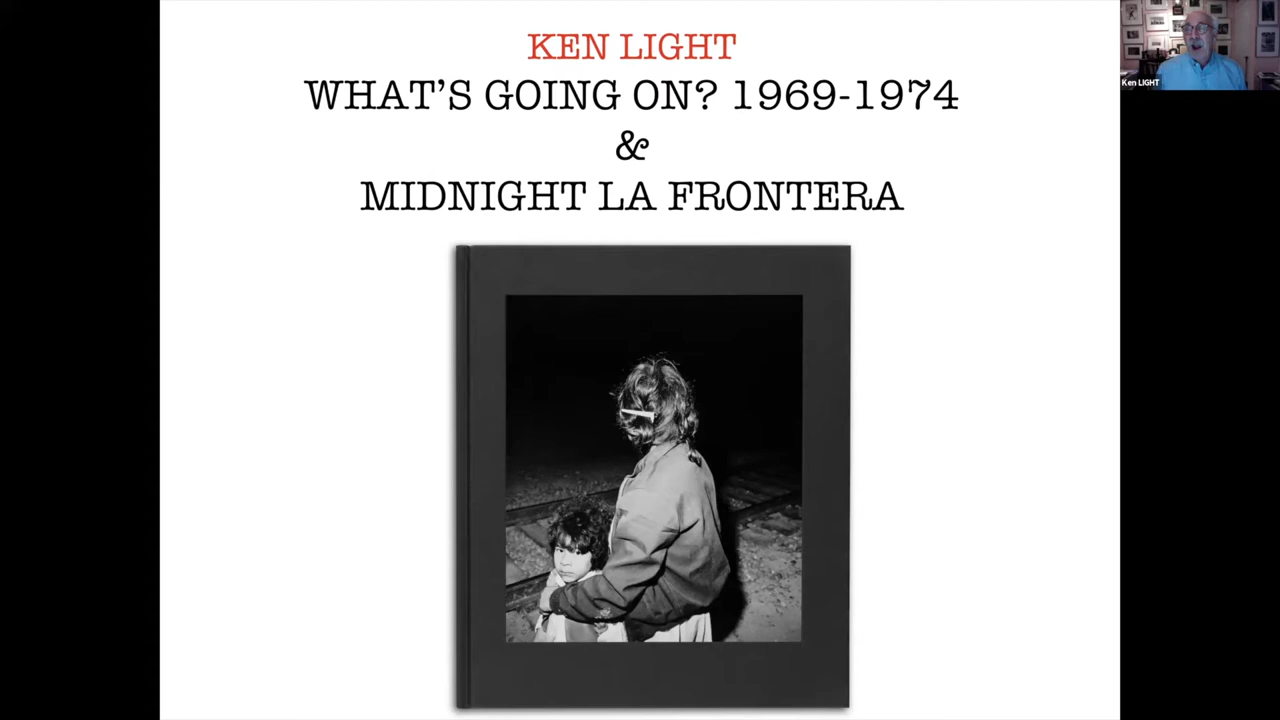 KEN LIGHT
WHAT'S GOING ON? 1969-1974
&
MIDNIGHT LA FRONTERA
Ken LIGHT